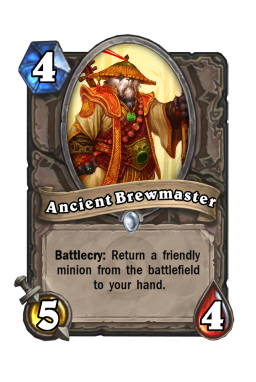 4
Ancient Brewmaster
Battlecry: Return a friendly
minion from the battlefield
to your hand.
5
4